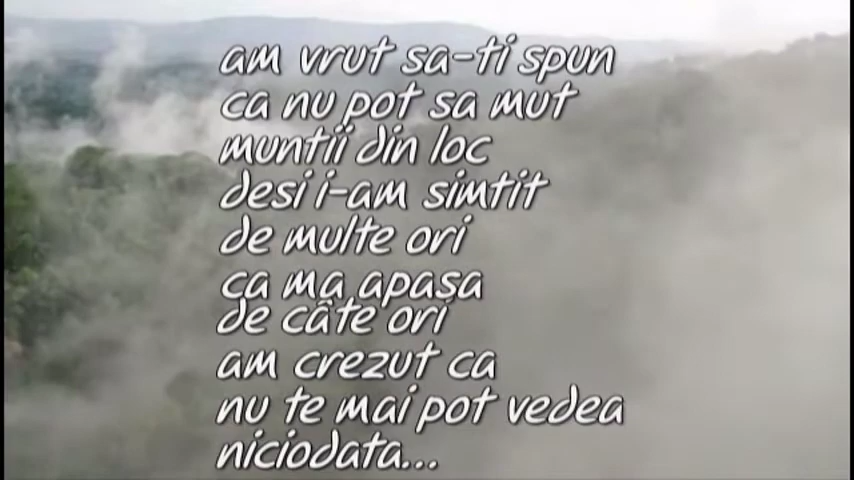 am vrut sa-ti spun
ca nu pot sa mut
muntii din loc
desi i-am simtit
de multe ori
ca ma apasa
de câte ori
am crezut ca
nu te mai pot vedea
niciodata...